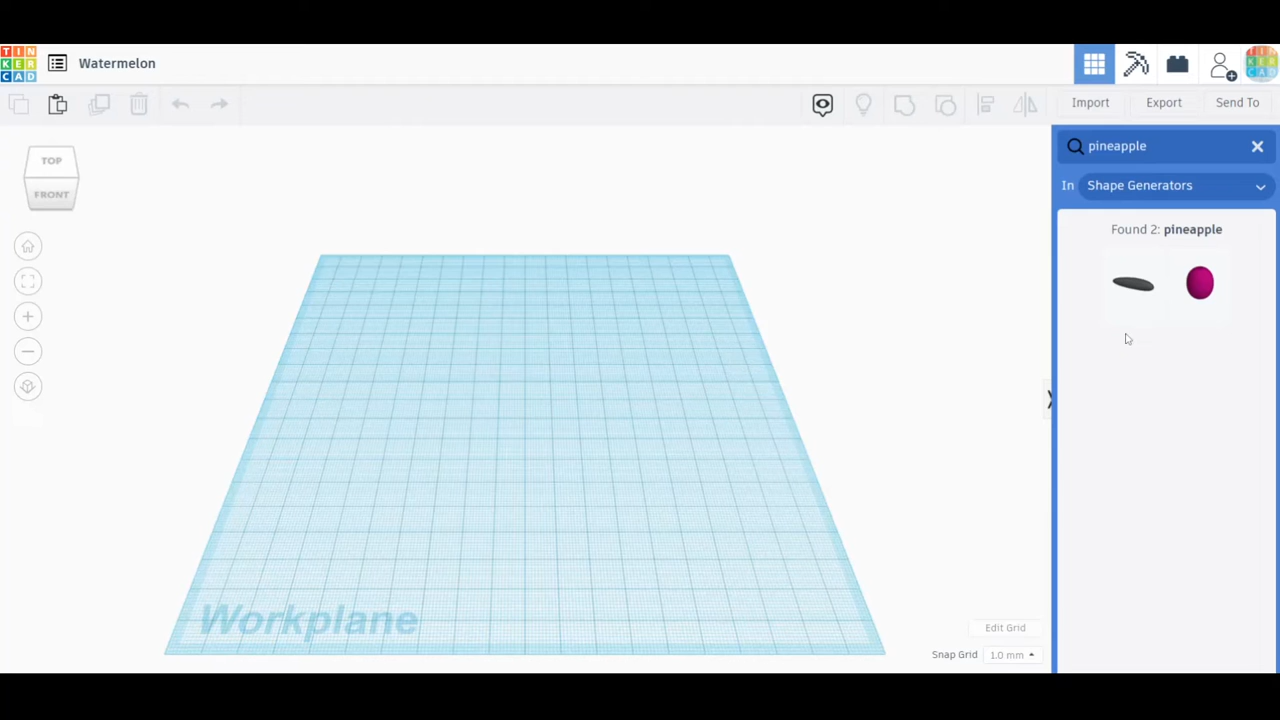 TIN
KER
CAD
Watermelon
Import
Export
Send To
TOP
FRONT
pineapple
In Shape Generators
Found 2: pineapple
Workplane
Edit Grid
Snap Grid 1.0 mm